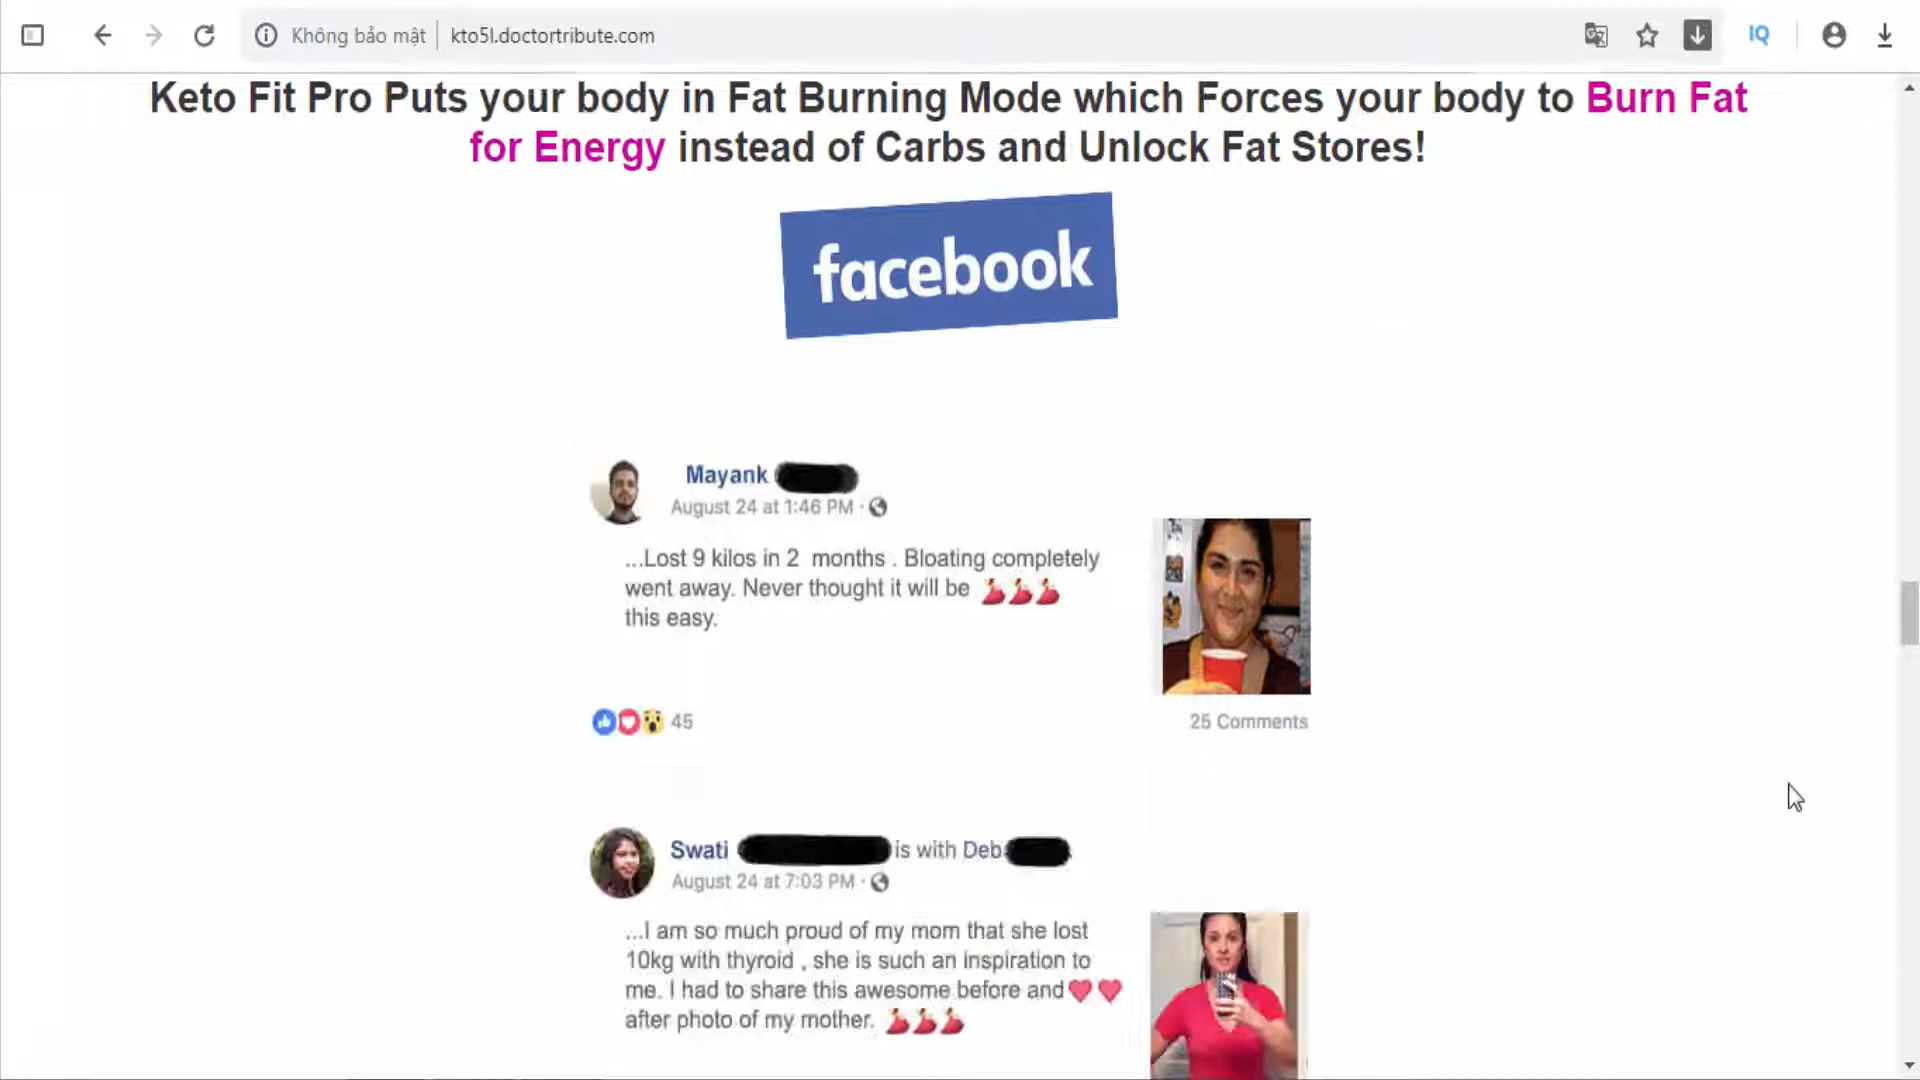 Không bảo mật
kto5l.doctortribute.com
IQ
Keto Fit Pro Puts your body in Fat Burning Mode which Forces your body to Burn Fat
for Energy instead of Carbs and Unlock Fat Stores!
facebook
Mayank
August 24 at 1:46 PM ·
...Lost 9 kilos in 2 months . Bloating completely
went away. Never thought it will be
this easy.
45
25 Comments
Swati is with Deb
August 24 at 7:03 PM ·
...I am so much proud of my mom that she lost
10kg with thyroid , she is such an inspiration to
me. I had to share this awesome before and
after photo of my mother.